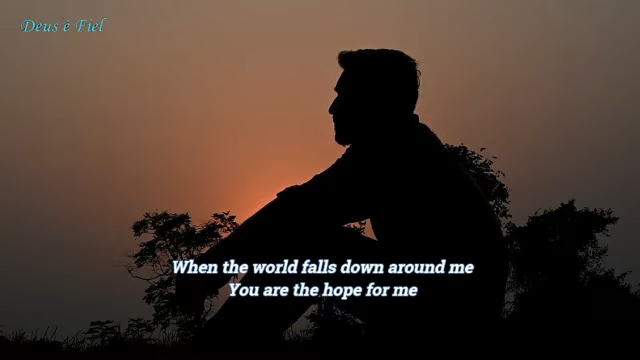 Deus é Fiel
When the world falls down around me
You are the hope for me